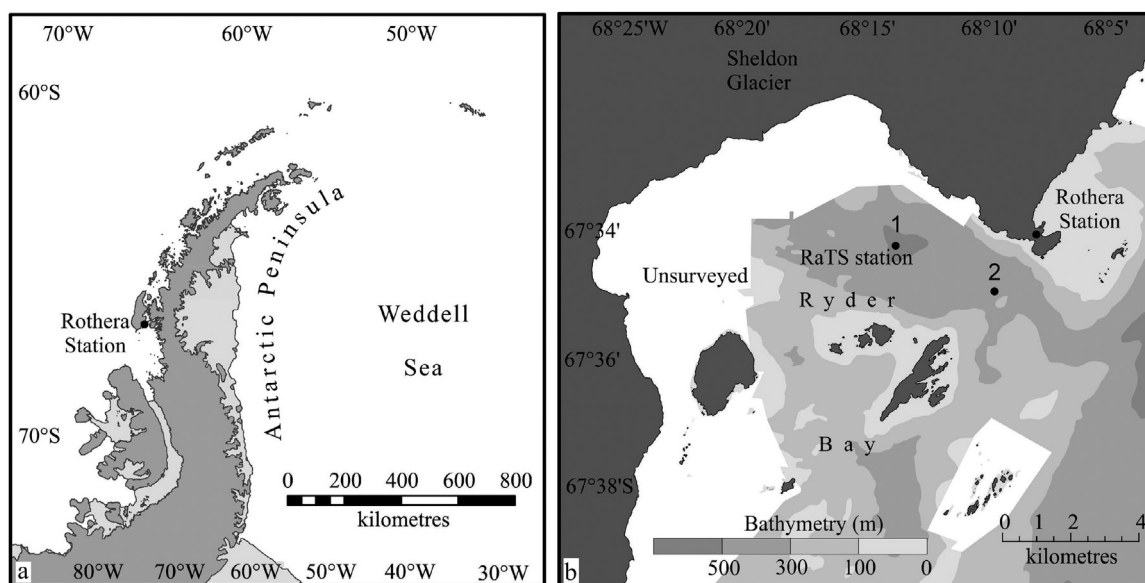 70°W 60°W 50°W
60°S
Antarctic Peninsula
Rothera
Station
Weddell
Sea
70°S
0 200 400 600 800
kilometres
a
80°W 70°W 60°W 50°W 40°W 30°W
68°25'W 68°20' 68°15' 68°10' 68°5'
Sheldon
Glacier
Rothera
Station
67°34'
1
RaTS station
2
Unsurveyed
Ryder
67°36'
Bay
67°38'S
Bathymetry (m)
500 300 100 0
0 1 2 4
kilometres
b